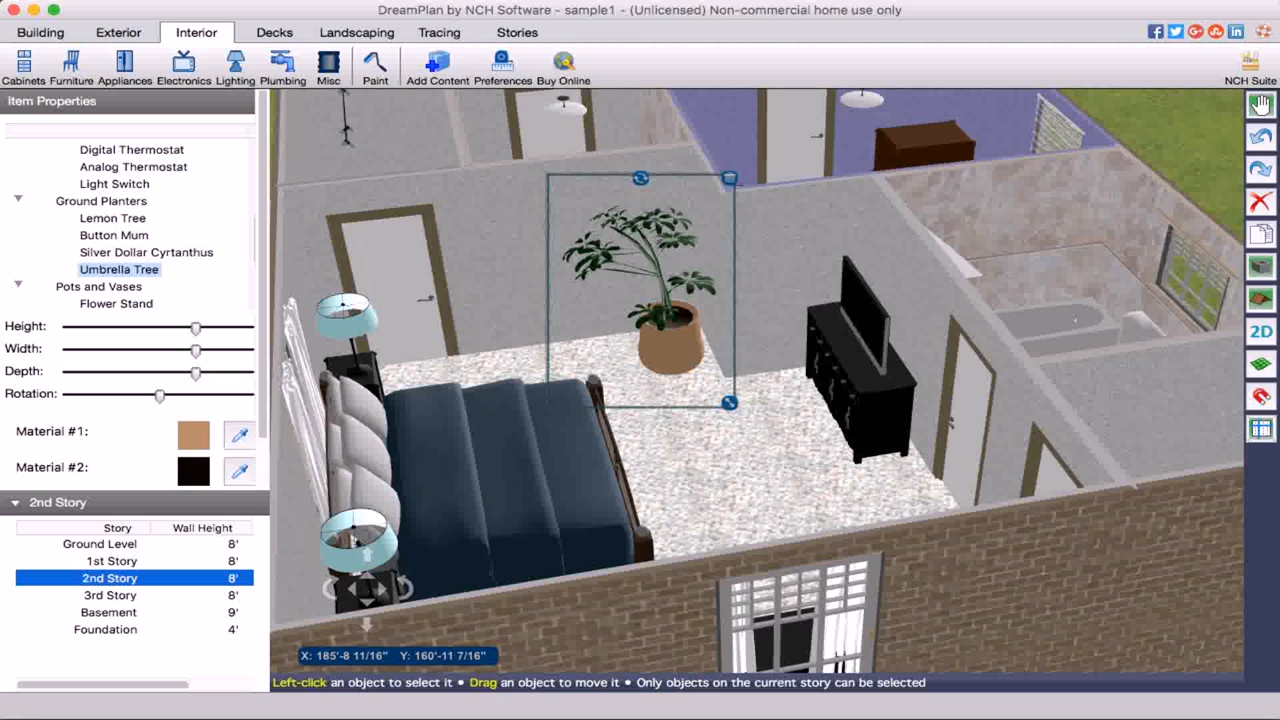 DreamPlan by NCH Software - sample1 - (Unlicensed) Non-commercial home use only
Building Exterior Interior Decks Landscaping Tracing Stories
Cabinets Furniture Appliances Electronics Lighting Plumbing Misc Paint Add Content Preferences Buy Online NCH Suite
Item Properties
Digital Thermostat
Analog Thermostat
Light Switch
Ground Planters
Lemon Tree
Button Mum
Silver Dollar Cyrtanthus
Umbrella Tree
Pots and Vases
Flower Stand
Height:
Width:
Depth:
Rotation:
Material #1:
Material #2:
2nd Story
Story Wall Height
Ground Level 8'
1st Story 8'
2nd Story 8'
3rd Story 8'
Basement 9'
Foundation 4'
2D
X: 185'-8 11/16" Y: 160'-11 7/16"
Left-click an object to select it • Drag an object to move it • Only objects on the current story can be selected